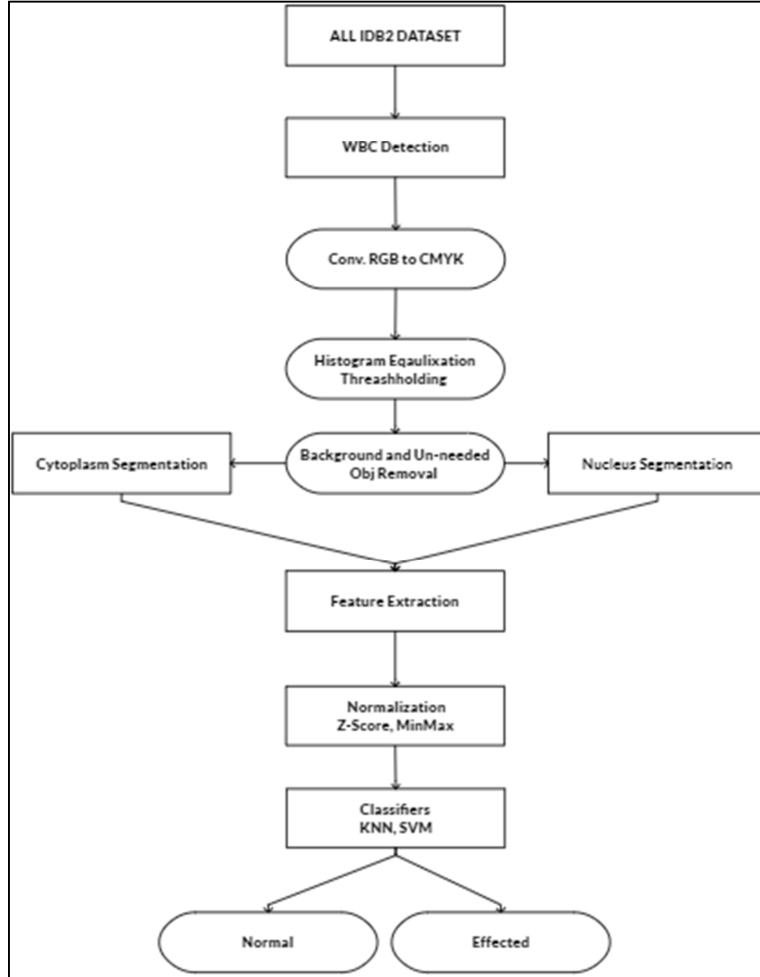 ALL IDB2 DATASET
WBC Detection
Conv. RGB to CMYK
Histogram Eqaulixation
Threashholding
Background and Un-needed
Obj Removal
Cytoplasm Segmentation
Nucleus Segmentation
Feature Extraction
Normalization
Z-Score, MinMax
Classifiers
KNN, SVM
Normal
Effected